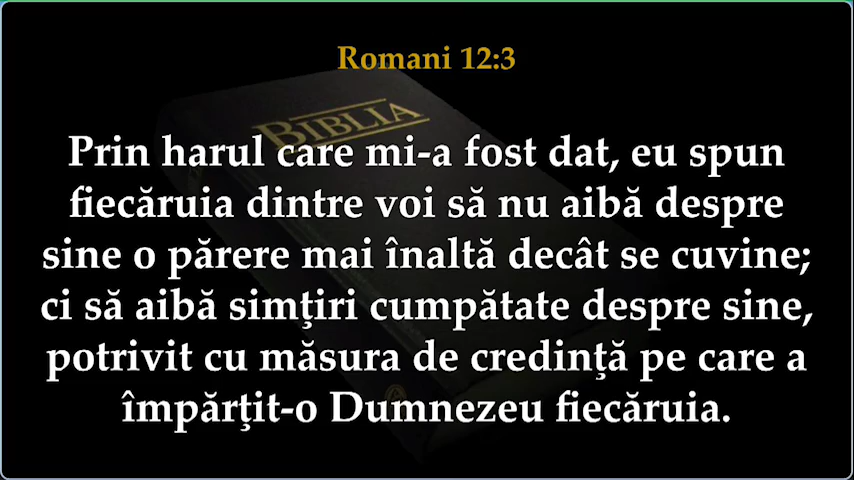 Romani 12:3
BIBLIA
Prin harul care mi-a fost dat, eu spun
fiecăruia dintre voi să nu aibă despre
sine o părere mai înaltă decât se cuvine;
ci să aibă simţiri cumpătate despre sine,
potrivit cu măsura de credinţă pe care a
împărţit-o Dumnezeu fiecăruia.